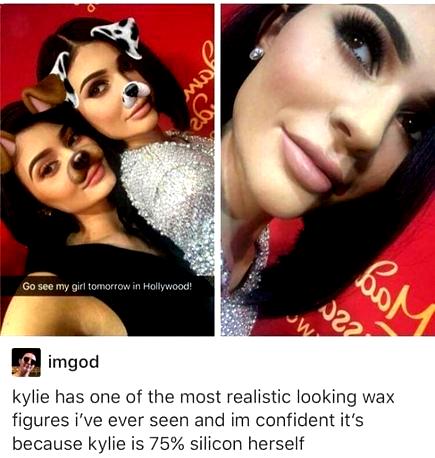 Go see my girl tomorrow in Hollywood!
imgod
kylie has one of the most realistic looking wax
figures i've ever seen and im confident it's
because kylie is 75% silicon herself